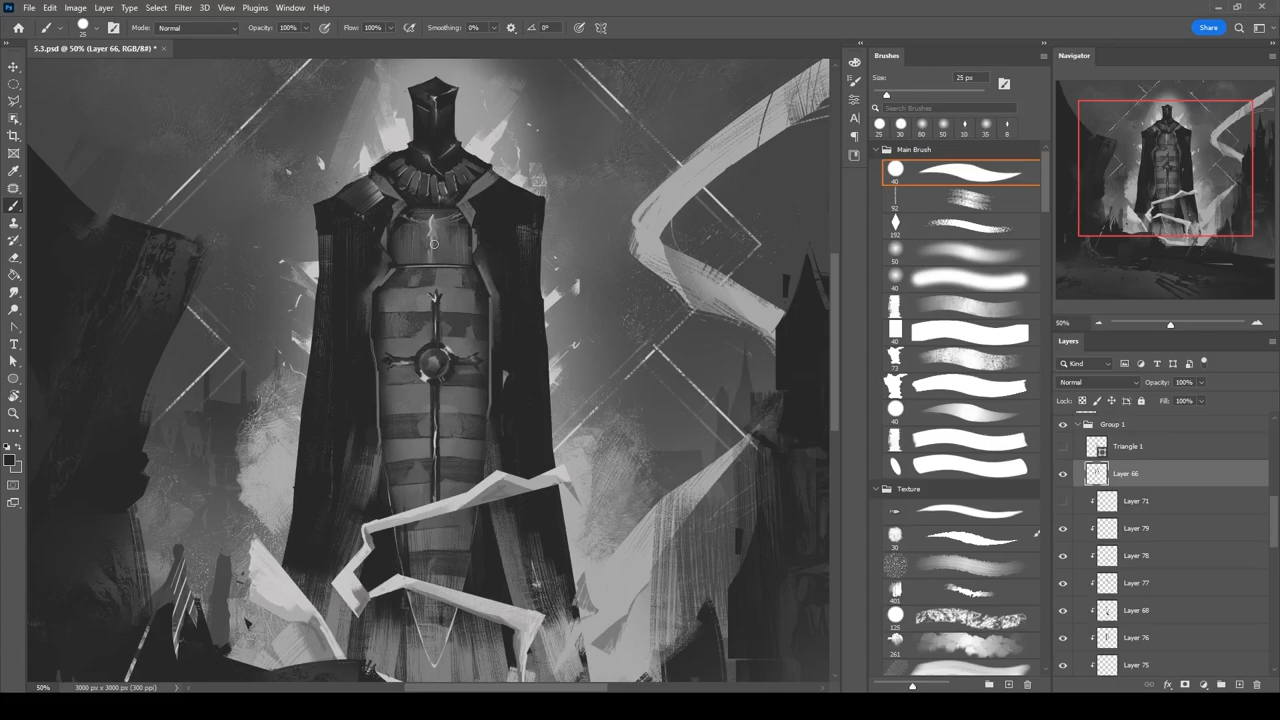 Ps File Edit Image Layer Type Select Filter 3D View Plugins Window Help
25 Mode: Normal Opacity: 100% Flow: 100% Smoothing: 0% 0° Share
5.3.psd @ 50% (Layer 66, RGB/8#) *
Brushes
Size: 25 px
Search Brushes
25 30 80 50 10 35 8
Main Brush
40
92
192
50
40
40
73
40
Texture
30
401
125
261
Navigator
50%
Layers
Kind
Normal Opacity: 100%
Lock: Fill: 100%
Group 1
Triangle 1
Layer 66
Layer 71
Layer 79
Layer 78
Layer 77
Layer 68
Layer 76
Layer 75
50% 3000 px x 3000 px (300 ppi)